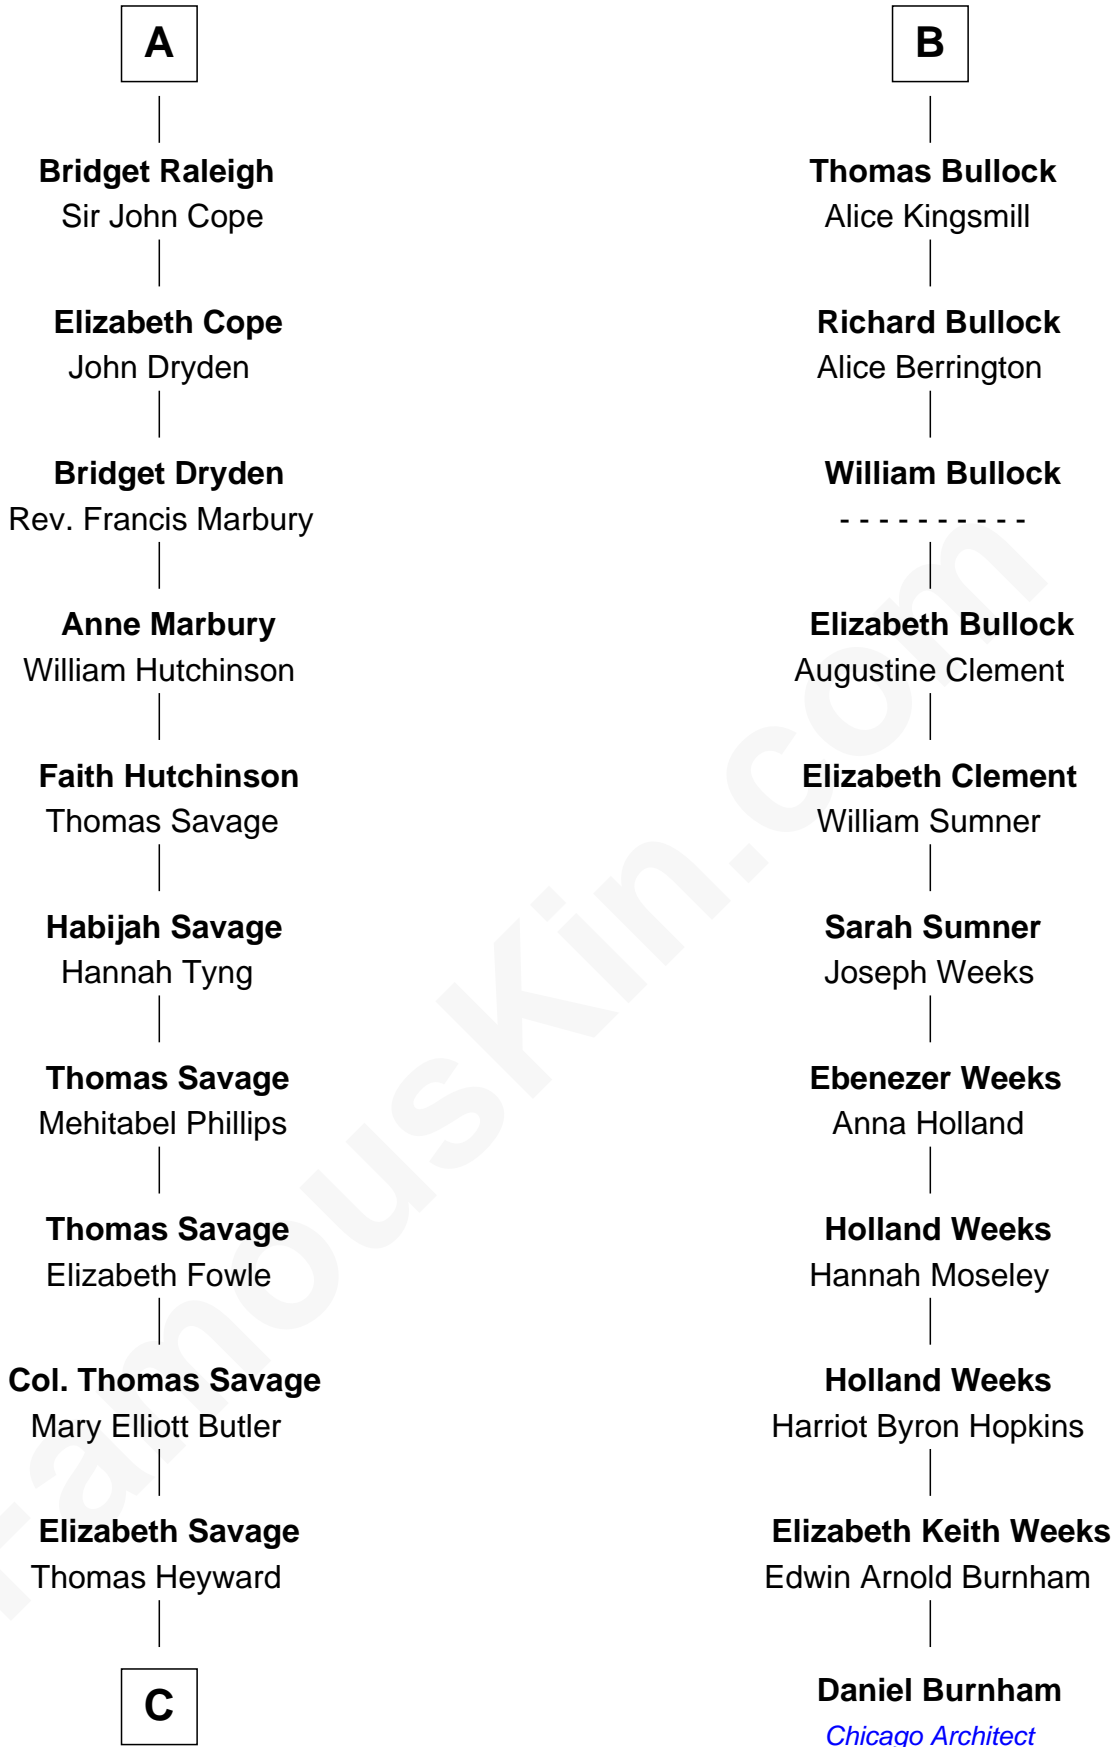 A
Bridget Raleigh
Sir John Cope
Elizabeth Cope
John Dryden
Bridget Dryden
Rev. Francis Marbury
Anne Marbury
William Hutchinson
Faith Hutchinson
Thomas Savage
Habijah Savage
Hannah Tyng
Thomas Savage
Mehitabel Phillips
Thomas Savage
Elizabeth Fowle
Col. Thomas Savage
Mary Elliott Butler
Elizabeth Savage
Thomas Heyward
C
B
Thomas Bullock
Alice Kingsmill
Richard Bullock
Alice Berrington
William Bullock
- - - - - - - - - -
Elizabeth Bullock
Augustine Clement
Elizabeth Clement
William Sumner
Sarah Sumner
Joseph Weeks
Ebenezer Weeks
Anna Holland
Holland Weeks
Hannah Moseley
Holland Weeks
Harriot Byron Hopkins
Elizabeth Keith Weeks
Edwin Arnold Burnham
Daniel Burnham
Chicago Architect
FamousKin.com